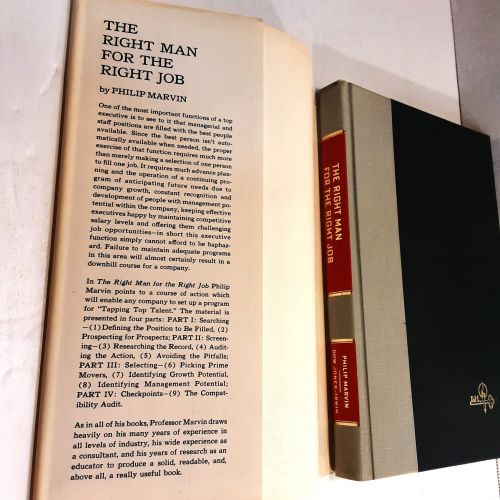 THE
RIGHT MAN
FOR THE
RIGHT JOB
by PHILIP MARVIN
One of the most important functions of a top
executive is to see to it that managerial and
staff positions are filled with the best people
available. Since the best person isn't auto-
matically available when needed, the proper
exercise of that function requires much more
than merely making a selection of one person
to fill one job. It requires much advance plan-
ning and the operation of a continuing pro-
gram of anticipating future needs due to
company growth, constant recognition and
development of people with management po-
tential within the company, keeping effective
executives happy by maintaining competitive
salary levels and offering them challenging
job opportunities—in short this executive
function simply cannot afford to be haphaz-
ard. Failure to maintain adequate programs
in this area will almost certainly result in a
downhill course for a company.
In The Right Man for the Right Job Philip
Marvin points to a course of action which
will enable any company to set up a program
for "Tapping Top Talent." The material is
presented in four parts: PART I: Searching
—(1) Defining the Position to Be Filled, (2)
Prospecting for Prospects; PART II: Screen-
ing—(3) Researching the Record, (4) Audit-
ing the Action, (5) Avoiding the Pitfalls;
PART III: Selecting—(6) Picking Prime
Movers, (7) Identifying Growth Potential,
(8) Identifying Management Potential;
PART IV: Checkpoints—(9) The Compat-
ibility Audit.
As in all of his books, Professor Marvin draws
heavily on his many years of experience in
all levels of industry, his wide experience as
a consultant, and his years of research as an
educator to produce a solid, readable, and,
above all, a really useful book.
THE RIGHT MAN
FOR THE RIGHT JOB
PHILIP MARVIN
DOW JONES-IRWIN